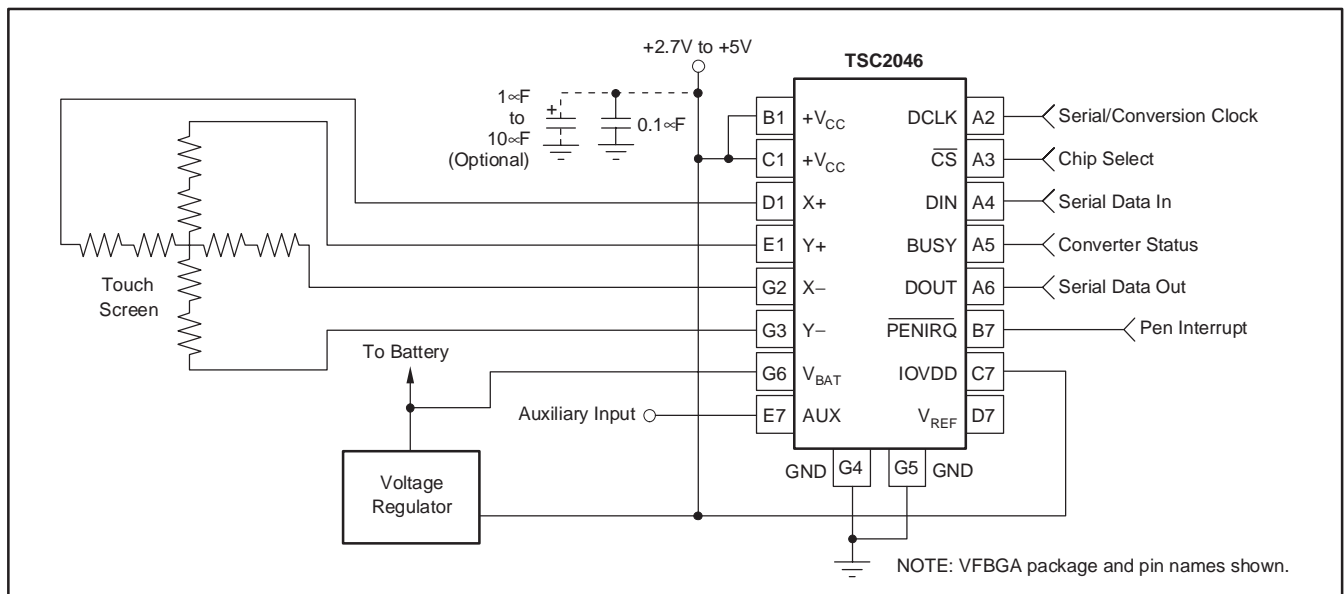 +2.7V to +5V
TSC2046
1∝F
to
10∝F
(Optional)
+
0.1∝F
B1 +VCC DCLK A2 Serial/Conversion Clock
C1 +VCC C̅S̅ A3 Chip Select
D1 X+ DIN A4 Serial Data In
E1 Y+ BUSY A5 Converter Status
Touch
Screen
G2 X− DOUT A6 Serial Data Out
G3 Y− P̅E̅N̅I̅R̅Q̅ B7 Pen Interrupt
To Battery
G6 VBAT IOVDD C7
Auxiliary Input E7 AUX VREF D7
GND G4 G5 GND
Voltage
Regulator
NOTE: VFBGA package and pin names shown.